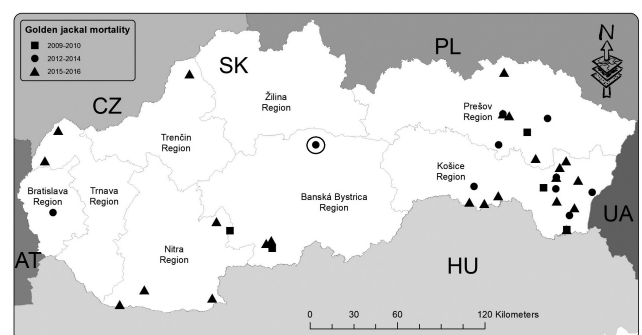 Golden jackal mortality
2009-2010
2012-2014
2015-2016
N
PL
SK
CZ
Žilina
Region
Prešov
Region
Trenčín
Region
Košice
Region
Bratislava
Region
Trnava
Region
Banská Bystrica
Region
UA
Nitra
Region
AT
HU
0 30 60 120 Kilometers